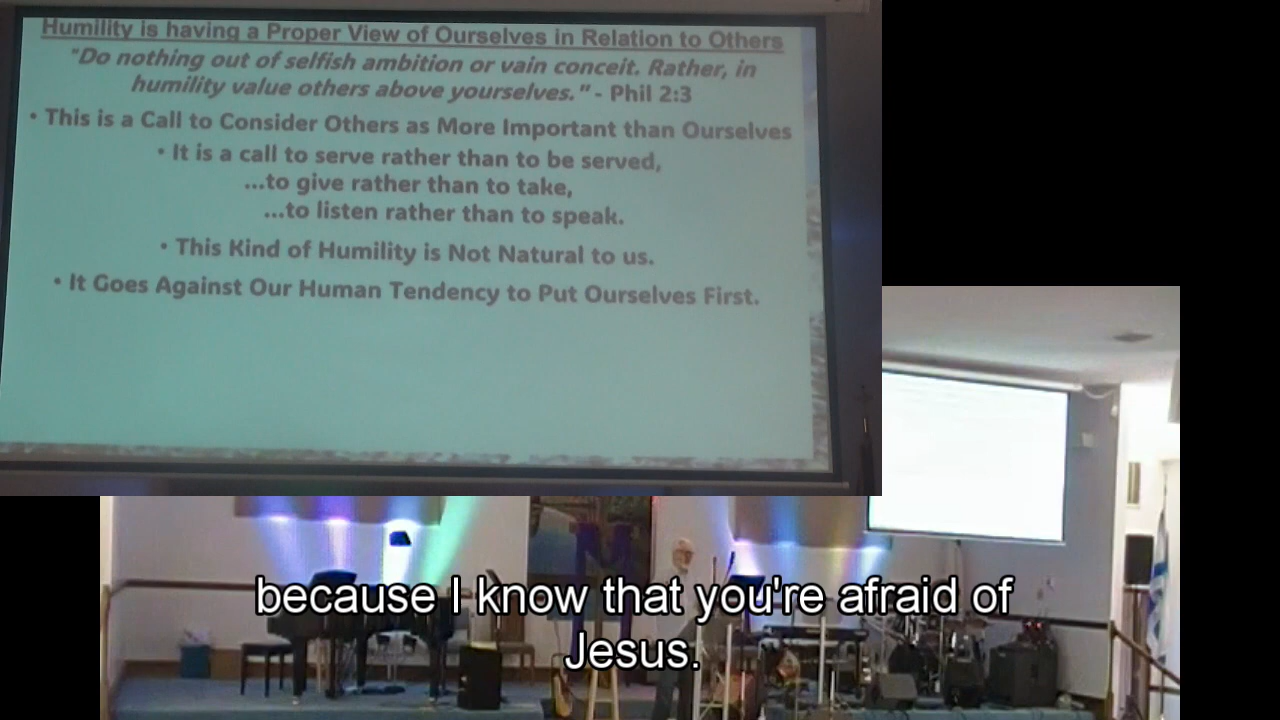 Humility is having a Proper View of Ourselves in Relation to Others
"Do nothing out of selfish ambition or vain conceit. Rather, in
humility value others above yourselves." - Phil 2:3
• This is a Call to Consider Others as More Important than Ourselves
• It is a call to serve rather than to be served,
...to give rather than to take,
...to listen rather than to speak.
• This Kind of Humility is Not Natural to us.
• It Goes Against Our Human Tendency to Put Ourselves First.
because I know that you're afraid of
Jesus.